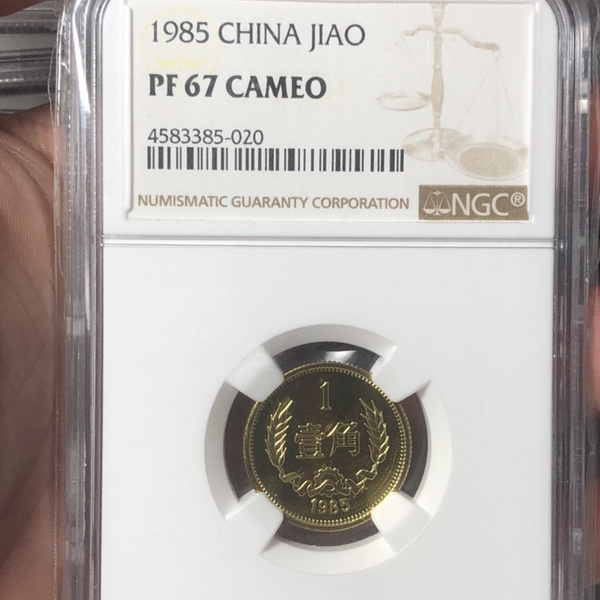 1985 CHINA JIAO
PF 67 CAMEO
4583385-020
NUMISMATIC GUARANTY CORPORATION
NGC®
1
壹角
1985